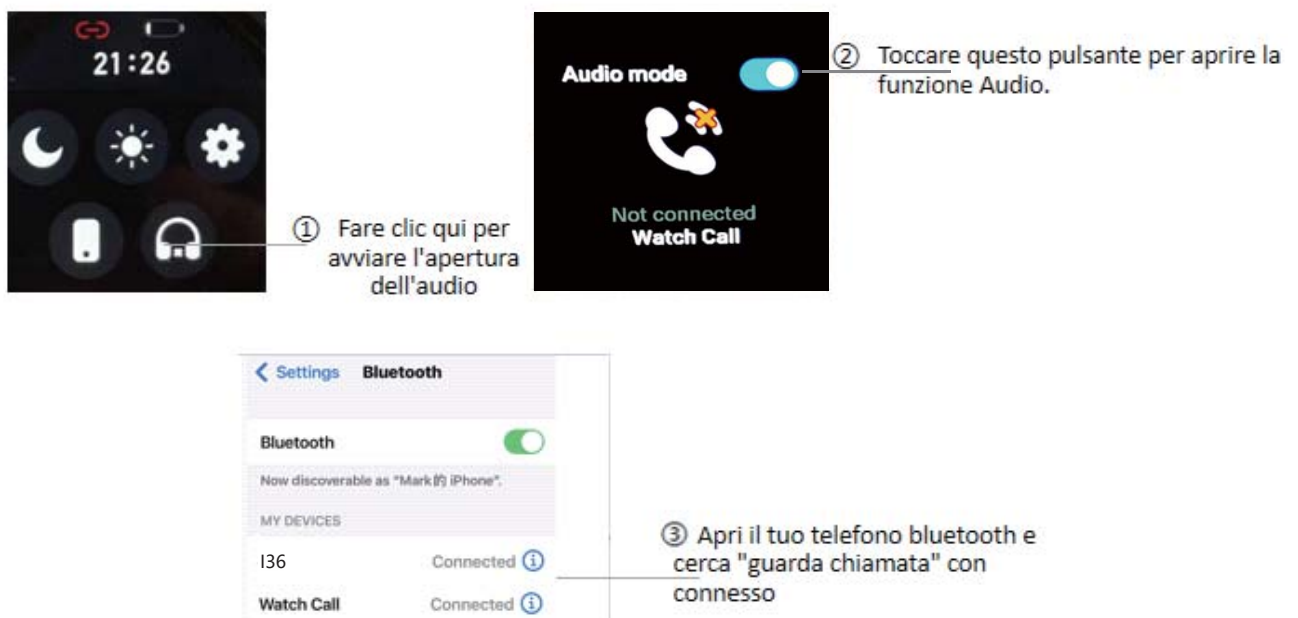 21:26
① Fare clic qui per
avviare l'apertura
dell'audio
Audio mode
Not connected
Watch Call
② Toccare questo pulsante per aprire la
funzione Audio.
Settings Bluetooth
Bluetooth
Now discoverable as "Mark的 iPhone".
MY DEVICES
I36 Connected
Watch Call Connected
③ Apri il tuo telefono bluetooth e
cerca "guarda chiamata" con
connesso